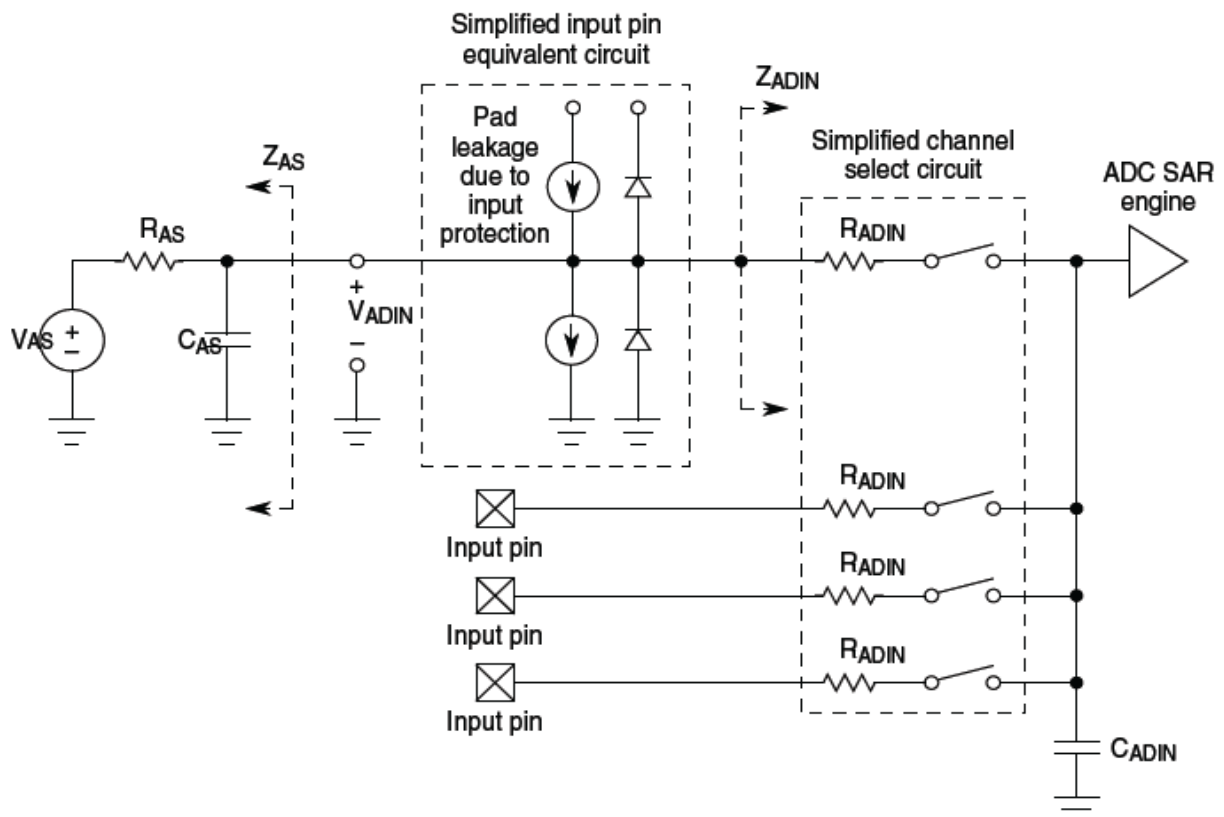 Simplified input pin
equivalent circuit
Pad
leakage
due to
input
protection
ZADIN
Simplified channel
select circuit
ADC SAR
engine
ZAS
RAS
RADIN
+
VADIN
−
VAS
+
−
CAS
RADIN
Input pin
RADIN
Input pin
RADIN
Input pin
CADIN